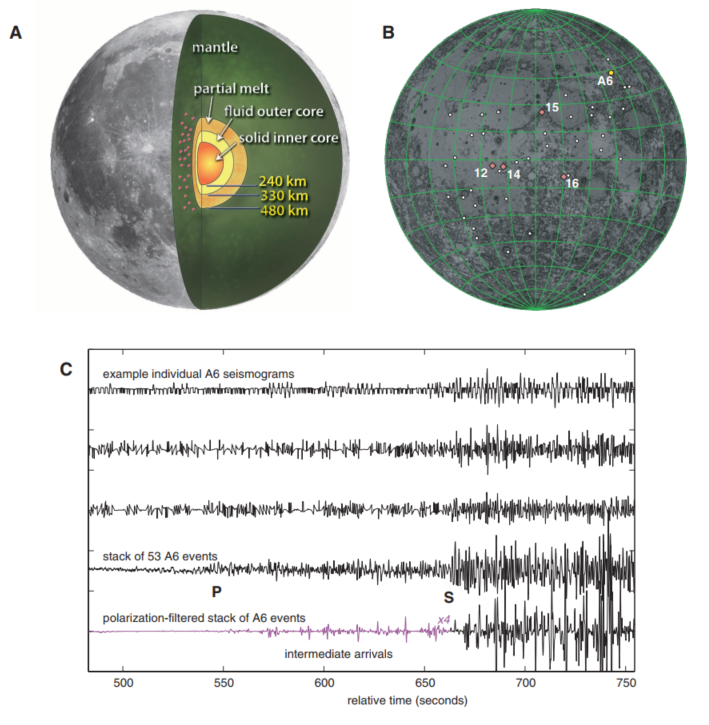 A
mantle
partial melt
fluid outer core
solid inner core
240 km
330 km
480 km
B
A6
15
12
14
16
C
example individual A6 seismograms
stack of 53 A6 events
P
S
polarization-filtered stack of A6 events
x4
intermediate arrivals
500 550 600 650 700 750
relative time (seconds)